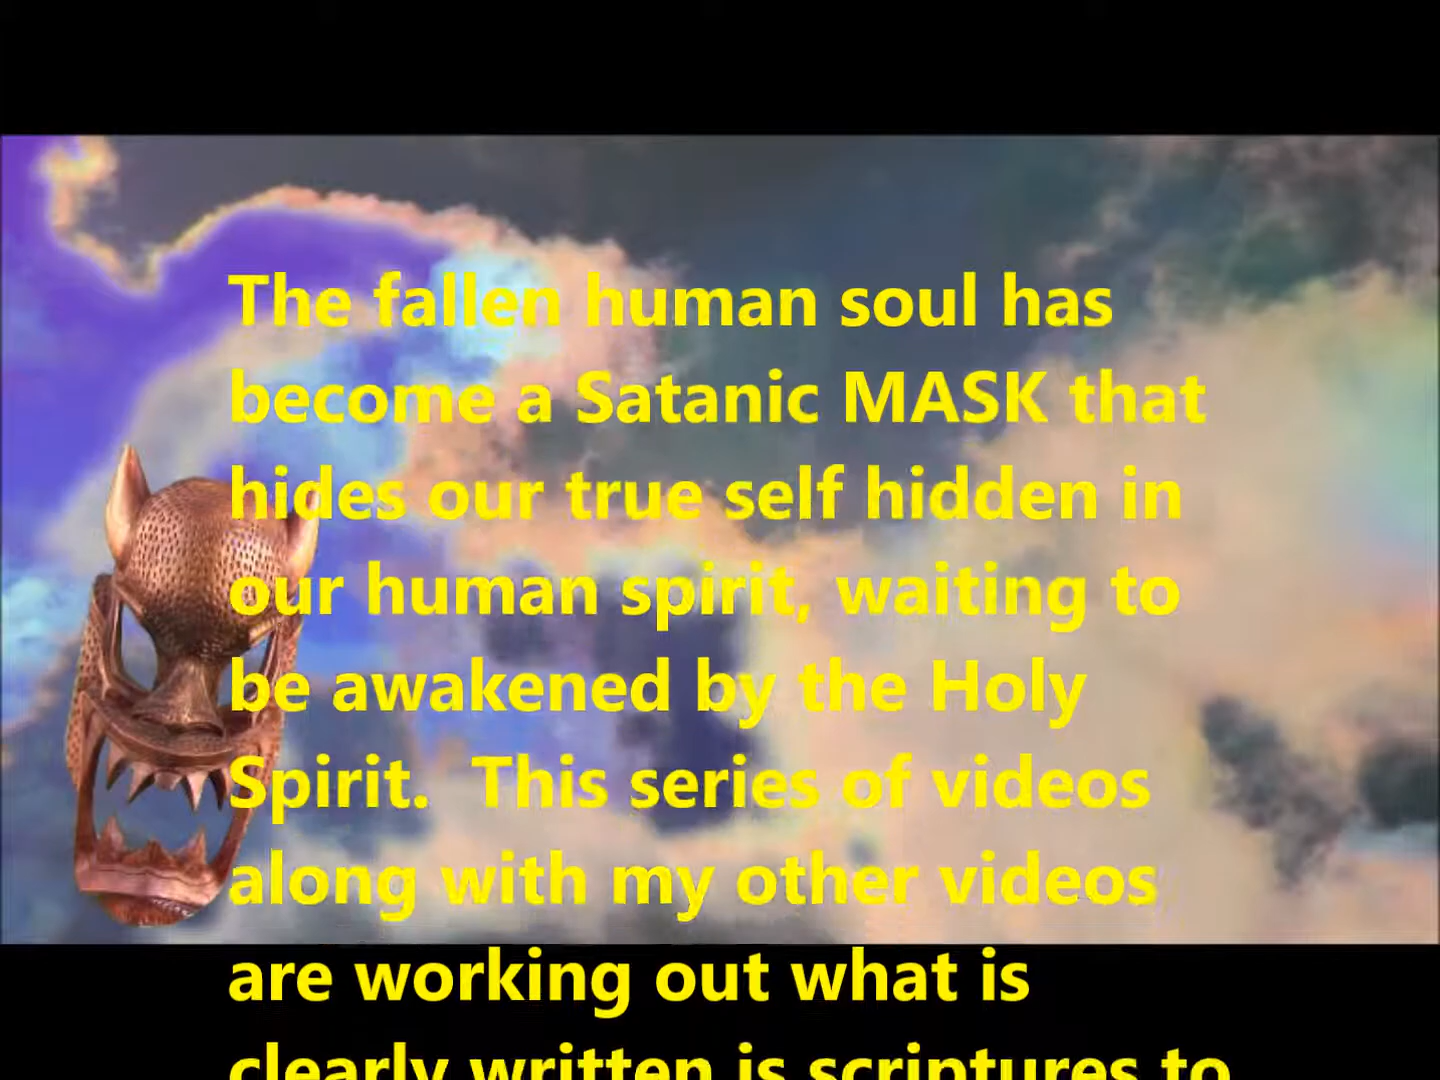 The fallen human soul has
become a Satanic MASK that
hides our true self hidden in
our human spirit, waiting to
be awakened by the Holy
Spirit.  This series of videos
along with my other videos
are working out what is
clearly written is scriptures to